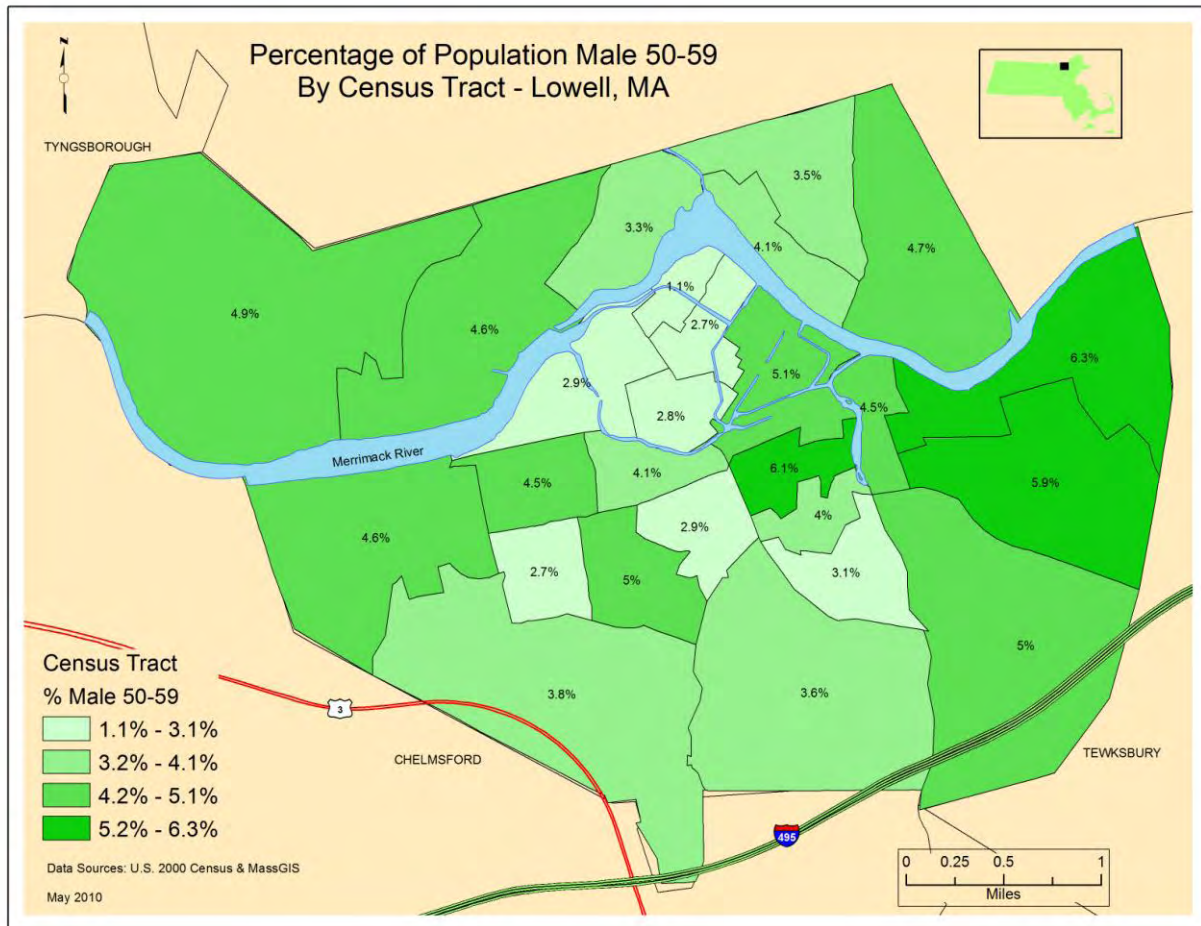 Percentage of Population Male 50-59
By Census Tract - Lowell, MA
N
TYNGSBOROUGH
3.5%
3.3%
4.1%
4.7%
1.1%
4.9%
4.6%
2.7%
6.3%
5.1%
2.9%
4.5%
2.8%
Merrimack River
4.1%
6.1%
4.5%
5.9%
4%
2.9%
4.6%
2.7%
5%
3.1%
5%
3.8%
3.6%
3
CHELMSFORD
TEWKSBURY
495
Census Tract
% Male 50-59
1.1% - 3.1%
3.2% - 4.1%
4.2% - 5.1%
5.2% - 6.3%
Data Sources: U.S. 2000 Census & MassGIS
May 2010
0 0.25 0.5 1
Miles